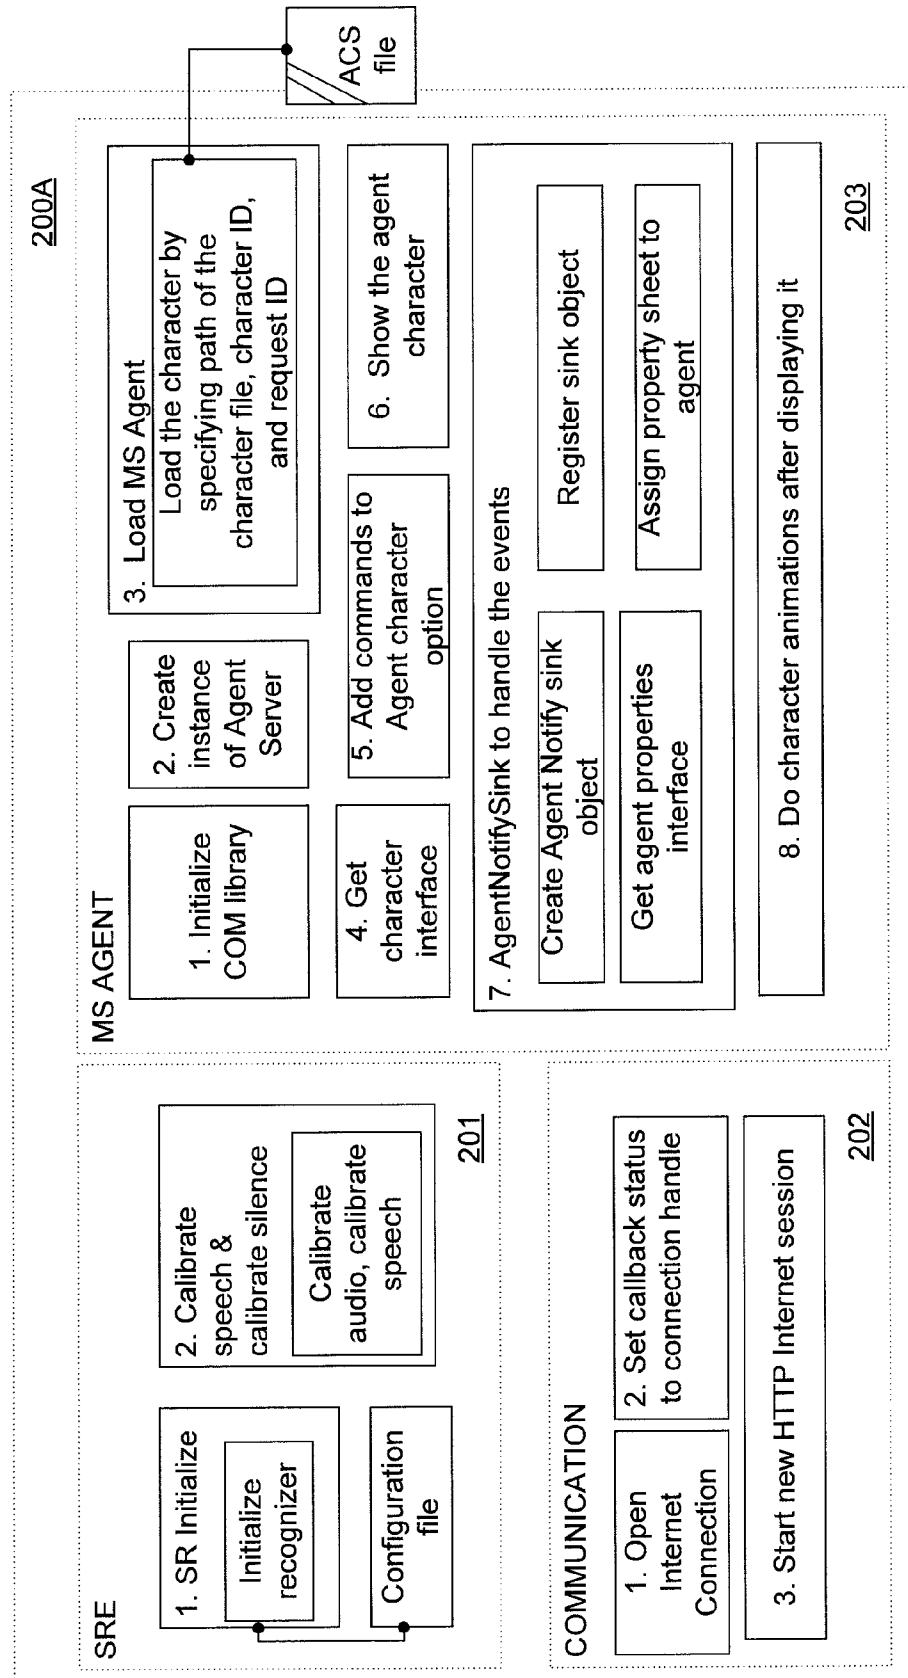 200A
SRE
1. SR Initialize
Initialize
recognizer
Configuration
file
2. Calibrate
speech &
calibrate silence
Calibrate
audio, calibrate
speech
201
COMMUNICATION
1. Open
Internet
Connection
2. Set callback status
to connection handle
3. Start new HTTP Internet session
202
MS AGENT
1. Initialize
COM library
2. Create
instance
of Agent
Server
3. Load MS Agent
Load the character by
specifying path of the
character file, character ID,
and request ID
ACS
file
4. Get
character
interface
5. Add commands to
Agent character
option
6. Show the agent
character
7. AgentNotifySink to handle the events
Create Agent Notify sink
object
Register sink object
Get agent properties
interface
Assign property sheet to
agent
8. Do character animations after displaying it
203